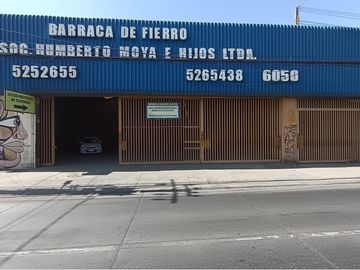 BARRACA DE FIERRO
SOC. HUMBERTO MOYA E HIJOS LTDA.
5252655 5265438 6050